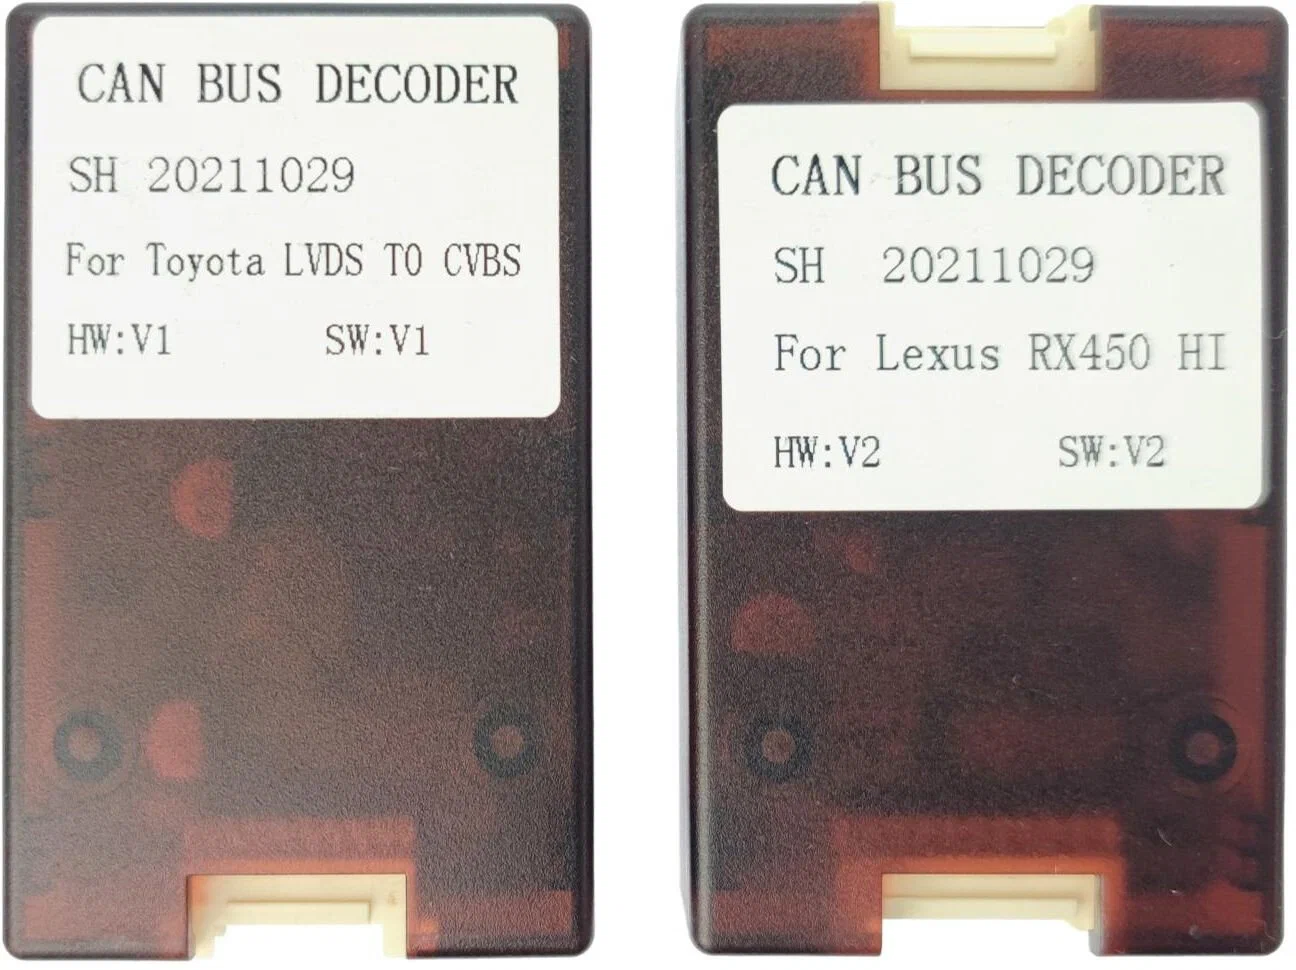 CAN BUS DECODER
SH 20211029
For Toyota LVDS TO CVBS
HW:V1 SW:V1
CAN BUS DECODER
SH 20211029
For Lexus RX450 HI
HW:V2 SW:V2